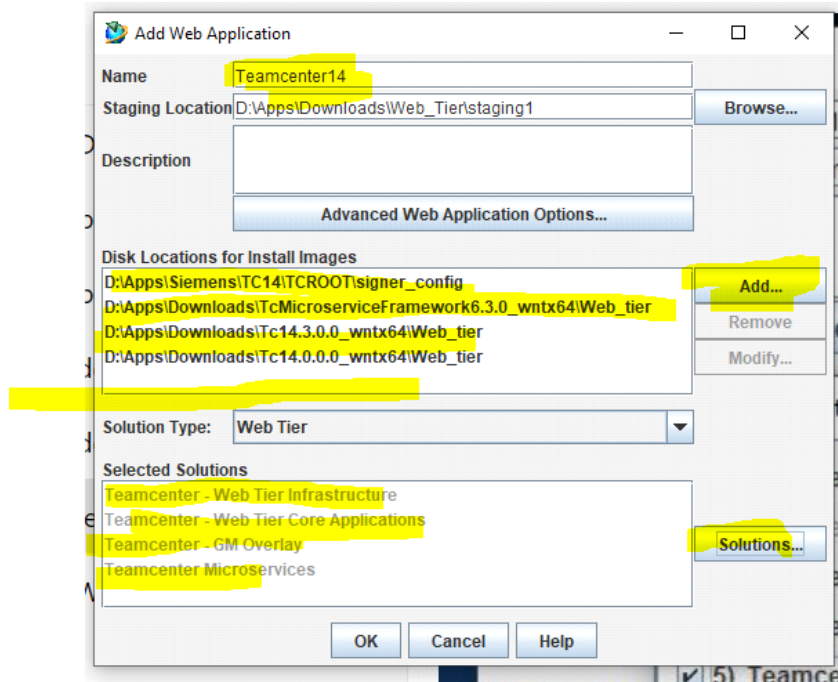 Add Web Application
Name Teamcenter14
Staging Location D:\Apps\Downloads\Web_Tier\staging1 Browse...
Description
Advanced Web Application Options...
Disk Locations for Install Images
D:\Apps\Siemens\TC14\TCROOT\signer_config
Add...
D:\Apps\Downloads\TcMicroserviceFramework6.3.0_wntx64\Web_tier
Remove
D:\Apps\Downloads\Tc14.3.0.0_wntx64\Web_tier
D:\Apps\Downloads\Tc14.0.0.0_wntx64\Web_tier
Modify...
Solution Type: Web Tier
Selected Solutions
Teamcenter - Web Tier Infrastructure
Teamcenter - Web Tier Core Applications
Teamcenter - GM Overlay
Solutions...
Teamcenter Microservices
OK Cancel Help
5) Teamce